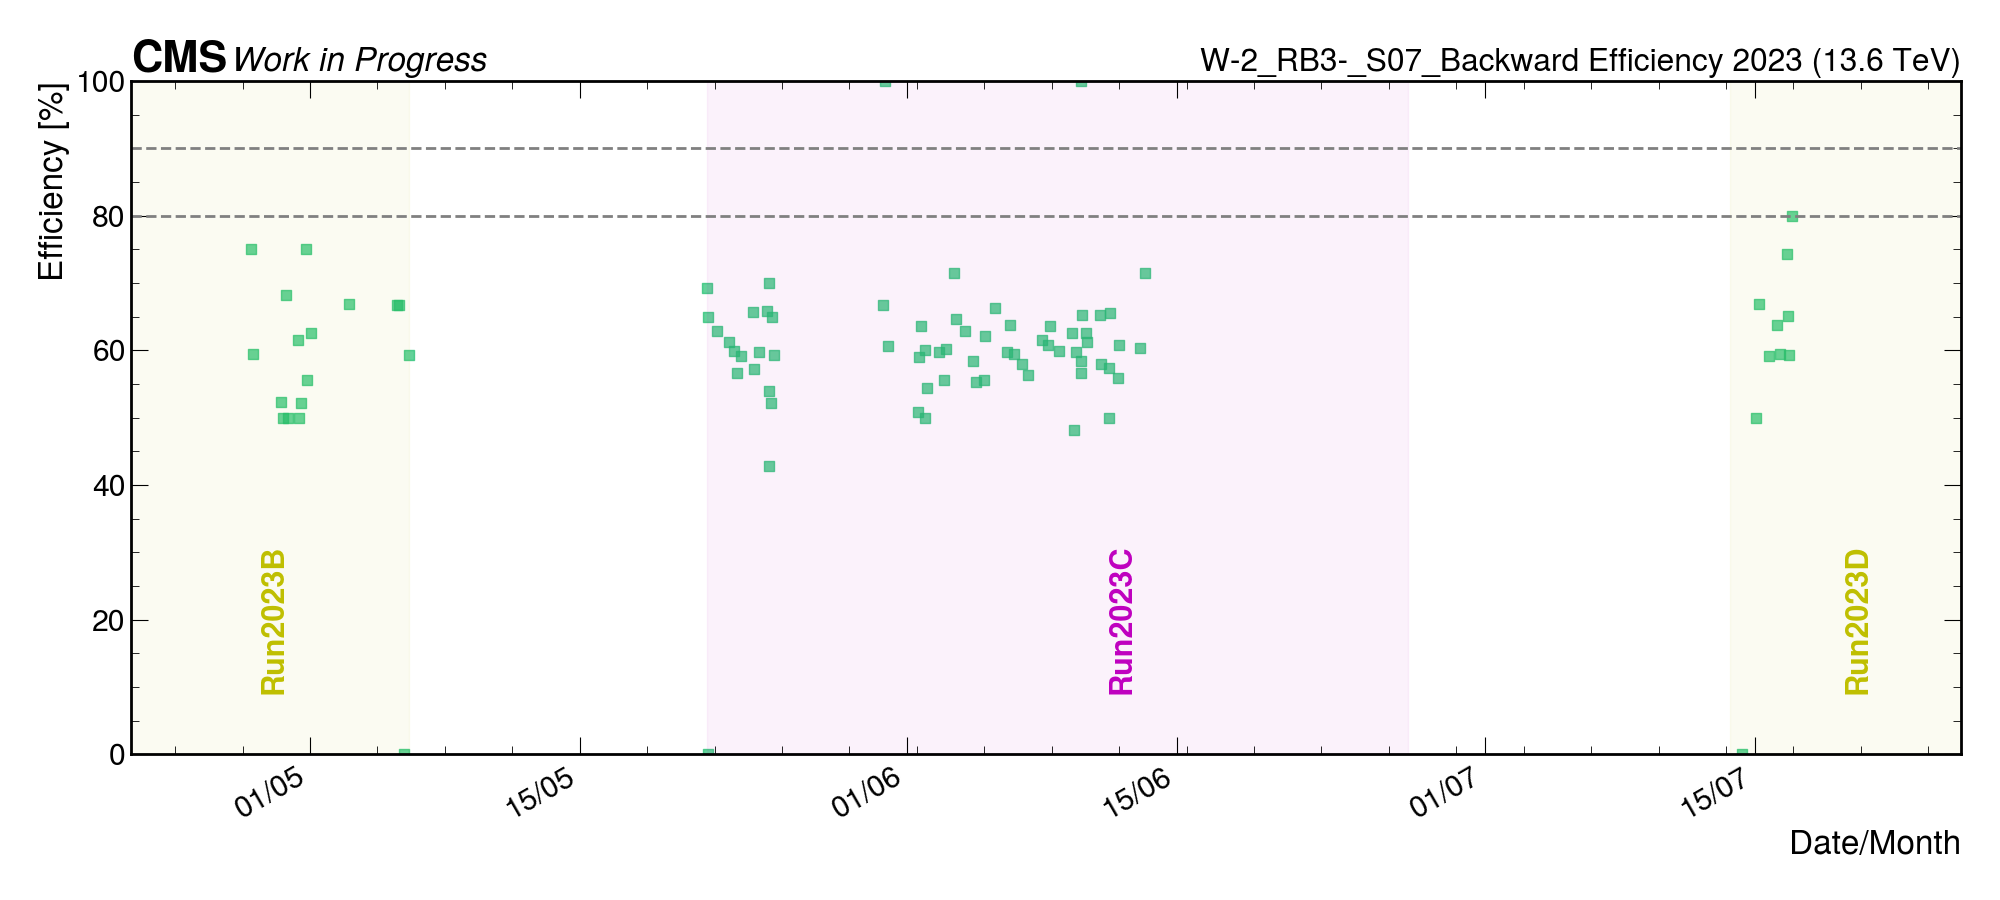 CMS Work in Progress
W-2_RB3-_S07_Backward Efficiency 2023 (13.6 TeV)
Efficiency [%]
100
80
60
40
20
0
Run2023B
Run2023C
Run2023D
01/05
15/05
01/06
15/06
01/07
15/07
Date/Month